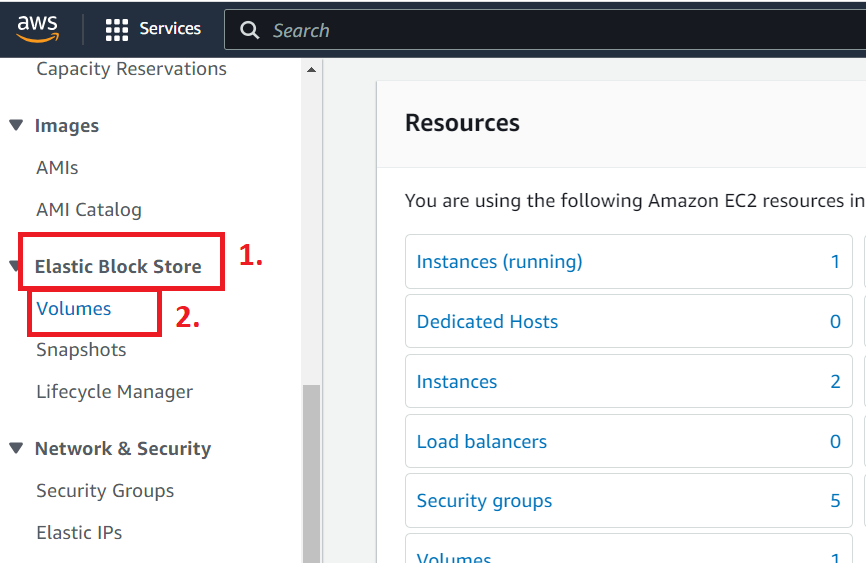 aws
Services
Search
Capacity Reservations
Images
AMIs
AMI Catalog
Elastic Block Store
1.
Volumes
2.
Snapshots
Lifecycle Manager
Network & Security
Security Groups
Elastic IPs
Resources
You are using the following Amazon EC2 resources in
Instances (running) 1
Dedicated Hosts 0
Instances 2
Load balancers 0
Security groups 5
Volumes 1